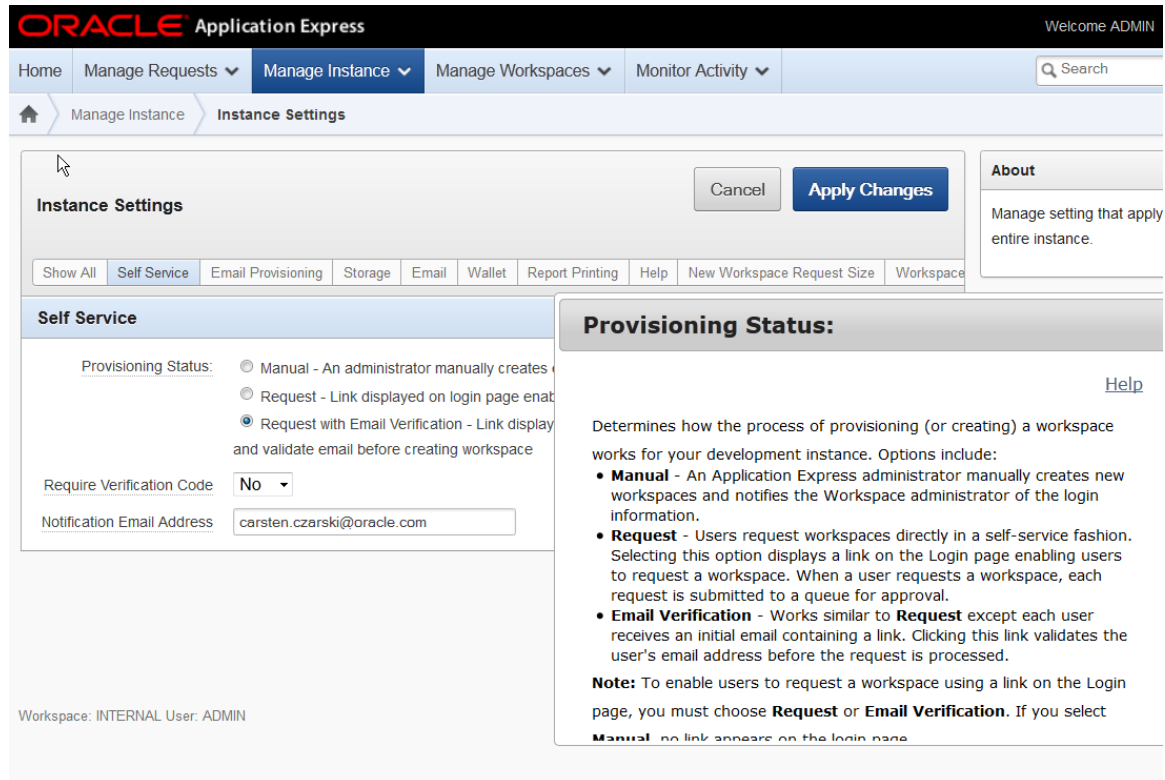 ORACLE Application Express
Welcome ADMIN
Home Manage Requests Manage Instance Manage Workspaces Monitor Activity
Search
Manage Instance Instance Settings
Instance Settings
Cancel Apply Changes
Show All Self Service Email Provisioning Storage Email Wallet Report Printing Help New Workspace Request Size Workspace
About
Manage setting that apply
entire instance.
Self Service
Provisioning Status:
Manual - An administrator manually creates
Request - Link displayed on login page enab
Request with Email Verification - Link display
and validate email before creating workspace
Require Verification Code No
Notification Email Address carsten.czarski@oracle.com
Provisioning Status:
Help
Determines how the process of provisioning (or creating) a workspace
works for your development instance. Options include:
• Manual - An Application Express administrator manually creates new
workspaces and notifies the Workspace administrator of the login
information.
• Request - Users request workspaces directly in a self-service fashion.
Selecting this option displays a link on the Login page enabling users
to request a workspace. When a user requests a workspace, each
request is submitted to a queue for approval.
• Email Verification - Works similar to Request except each user
receives an initial email containing a link. Clicking this link validates the
user's email address before the request is processed.
Note: To enable users to request a workspace using a link on the Login
page, you must choose Request or Email Verification. If you select
Manual, no link appears on the login page
Workspace: INTERNAL User: ADMIN